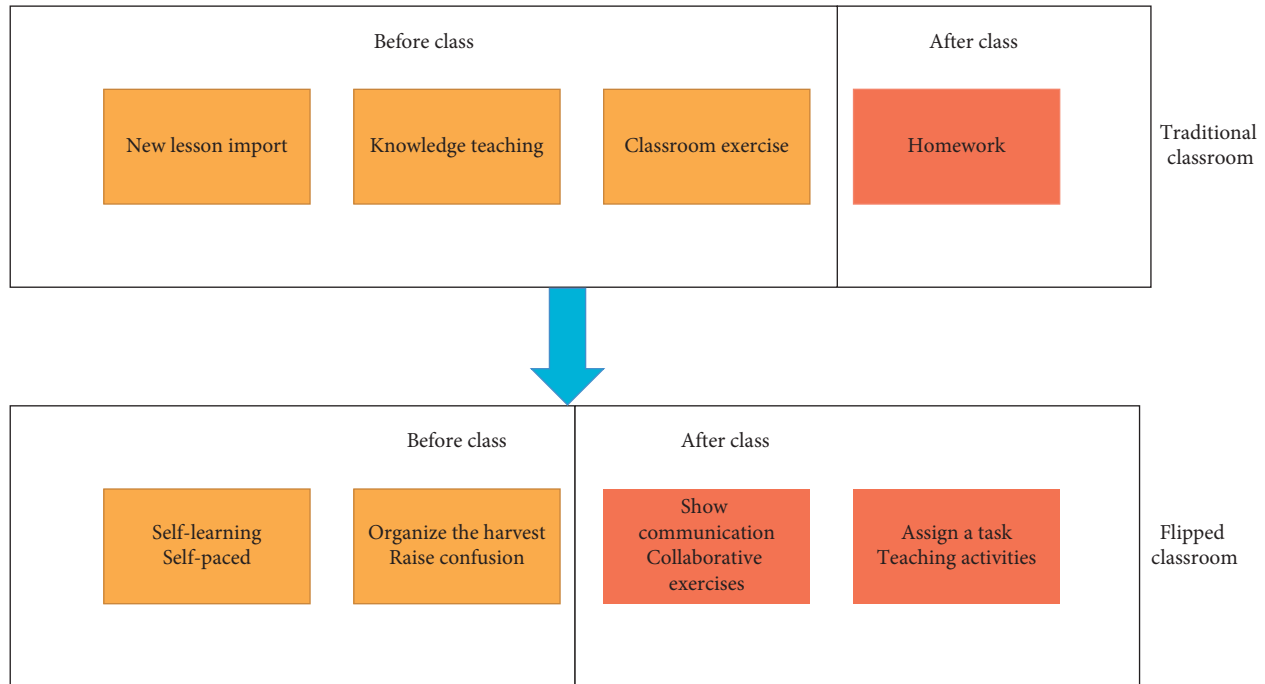 Before class
After class
New lesson import
Knowledge teaching
Classroom exercise
Homework
Traditional
classroom
Before class
After class
Self-learning
Self-paced
Organize the harvest
Raise confusion
Show
communication
Collaborative
exercises
Assign a task
Teaching activities
Flipped
classroom